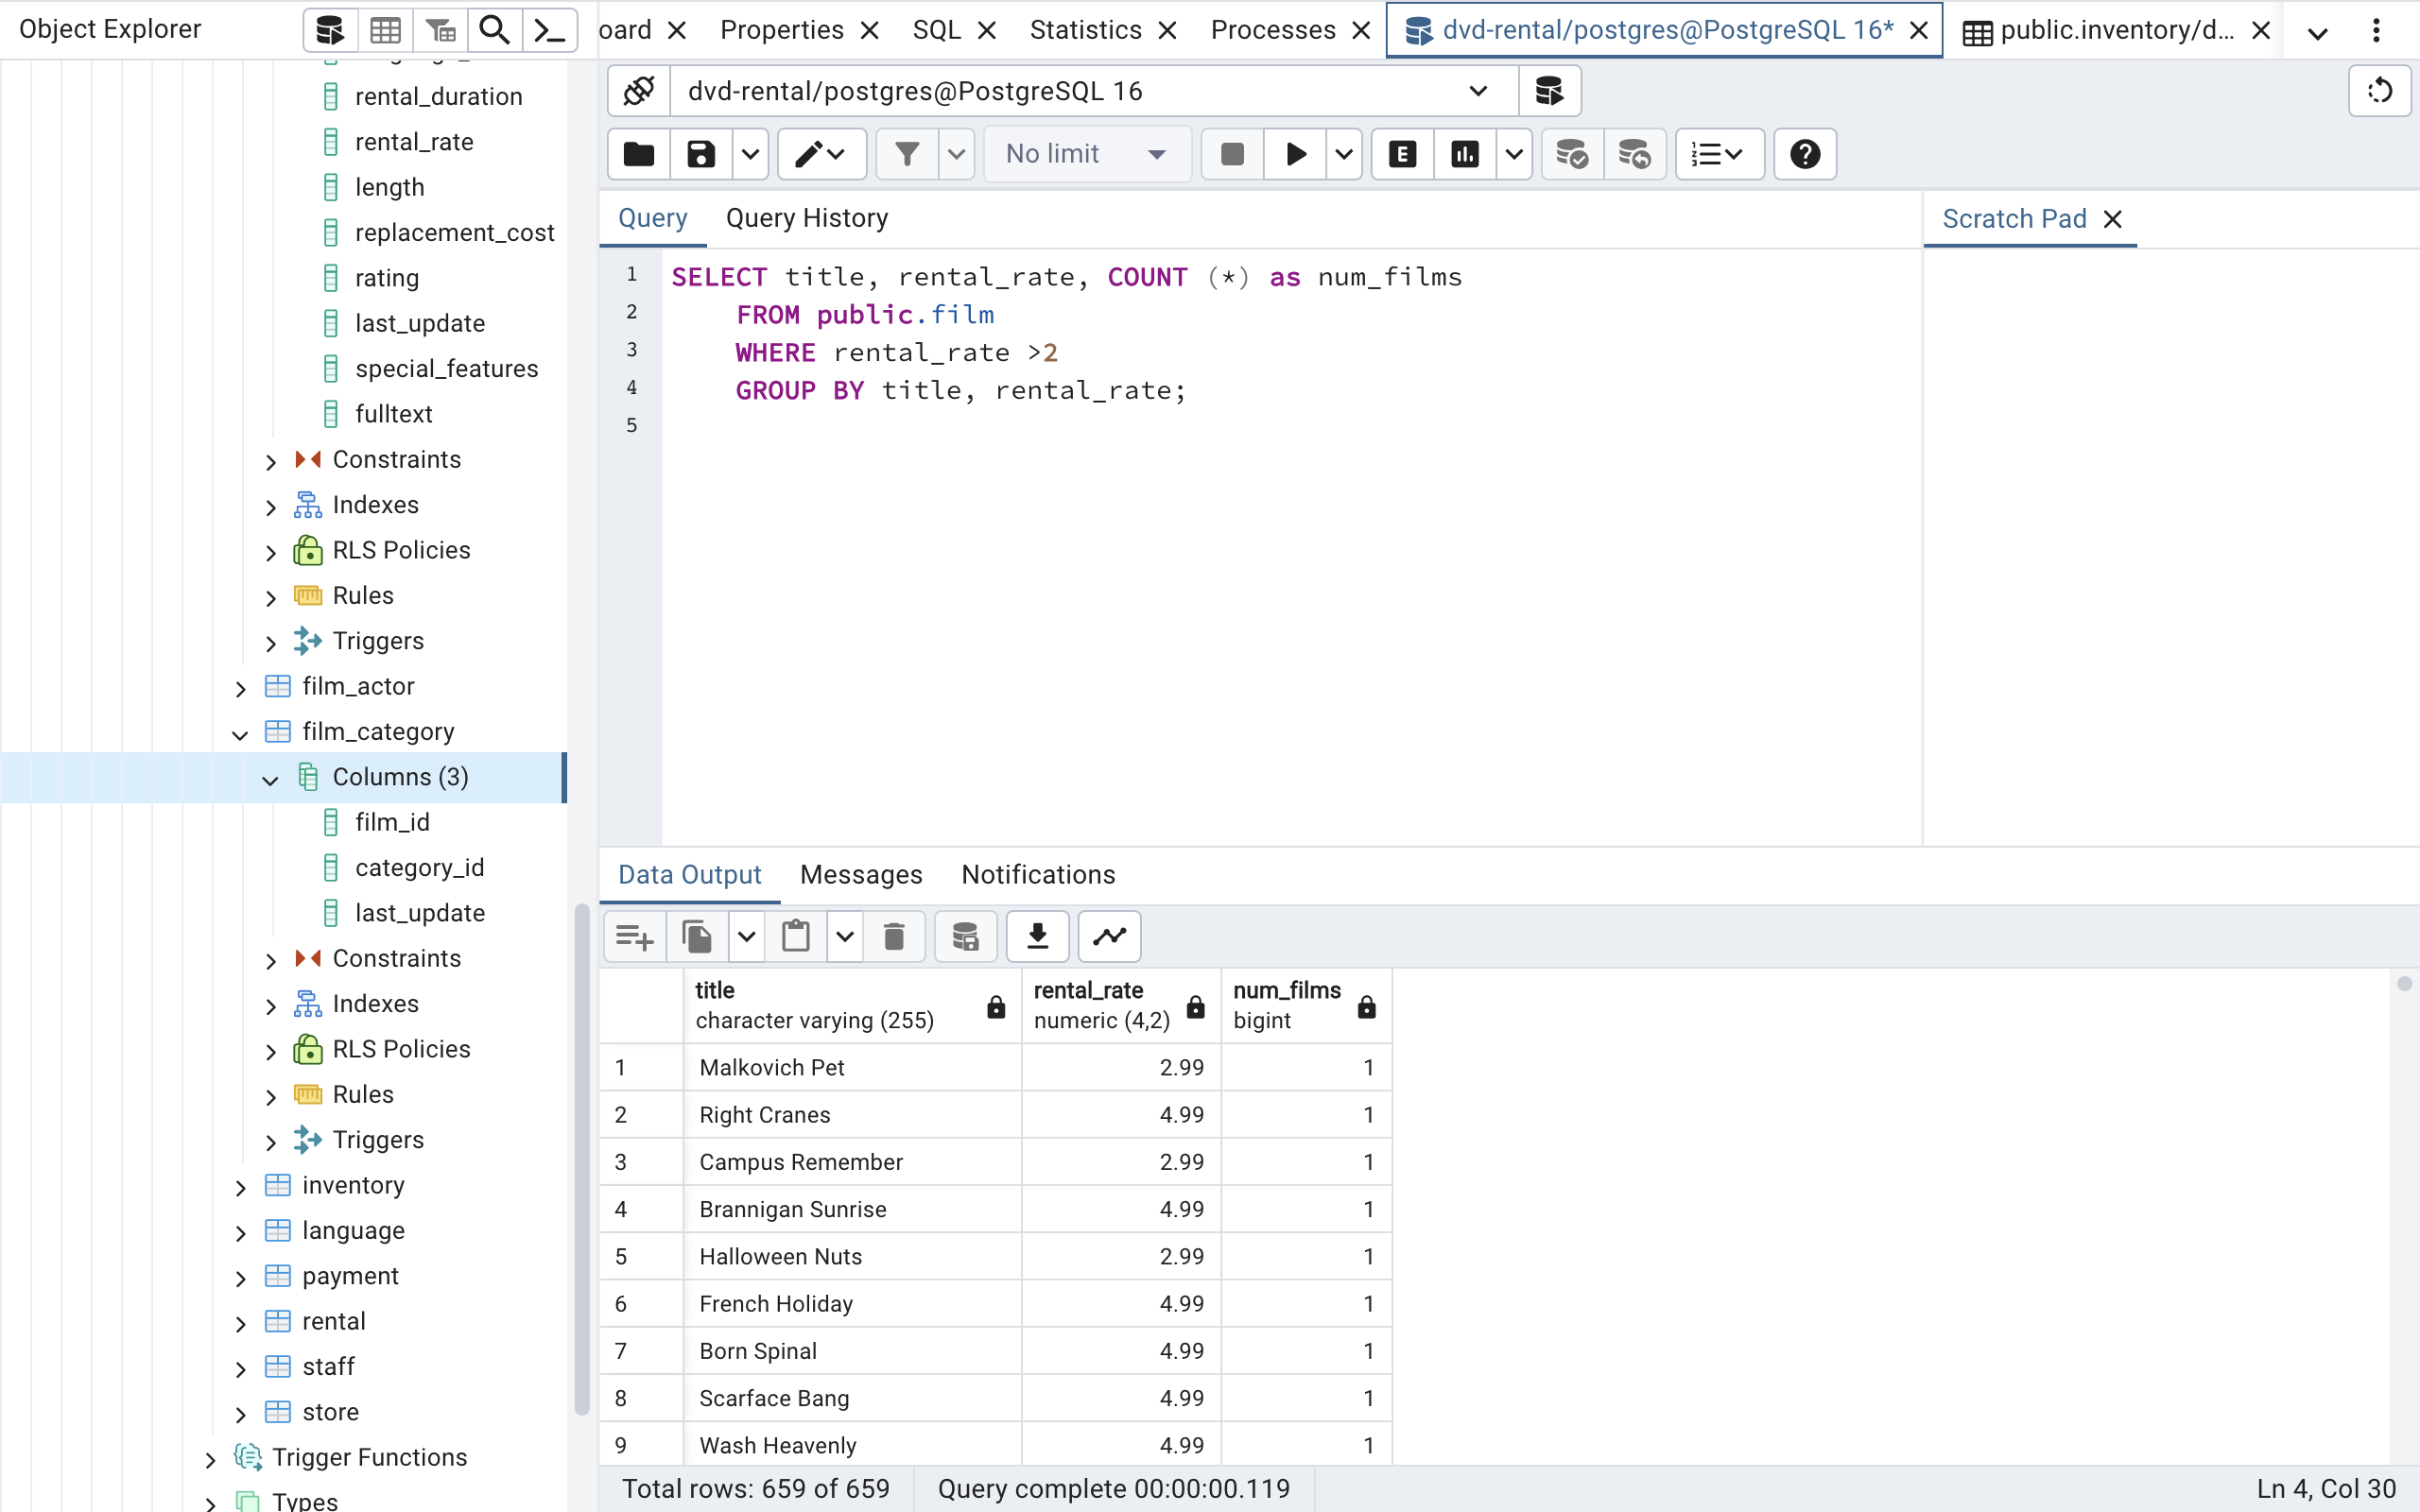 Object Explorer
oard
Properties
SQL
Statistics
Processes
dvd-rental/postgres@PostgreSQL 16*
public.inventory/d...
dvd-rental/postgres@PostgreSQL 16
No limit
E
Query
Query History
Scratch Pad
1 SELECT title, rental_rate, COUNT (*) as num_films
2 FROM public.film
3 WHERE rental_rate >2
4 GROUP BY title, rental_rate;
5
rental_duration
rental_rate
length
replacement_cost
rating
last_update
special_features
fulltext
Constraints
Indexes
RLS Policies
Rules
Triggers
film_actor
film_category
Columns (3)
film_id
category_id
last_update
Constraints
Indexes
RLS Policies
Rules
Triggers
inventory
language
payment
rental
staff
store
Trigger Functions
Types
Data Output
Messages
Notifications
title rental_rate num_films
character varying (255) numeric (4,2) bigint
1 Malkovich Pet 2.99 1
2 Right Cranes 4.99 1
3 Campus Remember 2.99 1
4 Brannigan Sunrise 4.99 1
5 Halloween Nuts 2.99 1
6 French Holiday 4.99 1
7 Born Spinal 4.99 1
8 Scarface Bang 4.99 1
9 Wash Heavenly 4.99 1
Total rows: 659 of 659
Query complete 00:00:00.119
Ln 4, Col 30